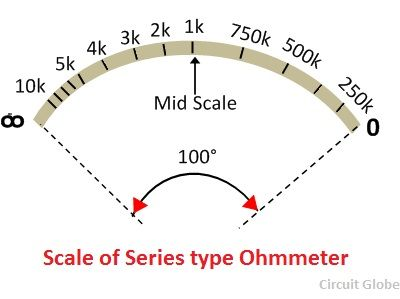 10k 5k 4k 3k 2k 1k 750k 500k 250k
Mid Scale
∞ 0
100°
Scale of Series type Ohmmeter
Circuit Globe